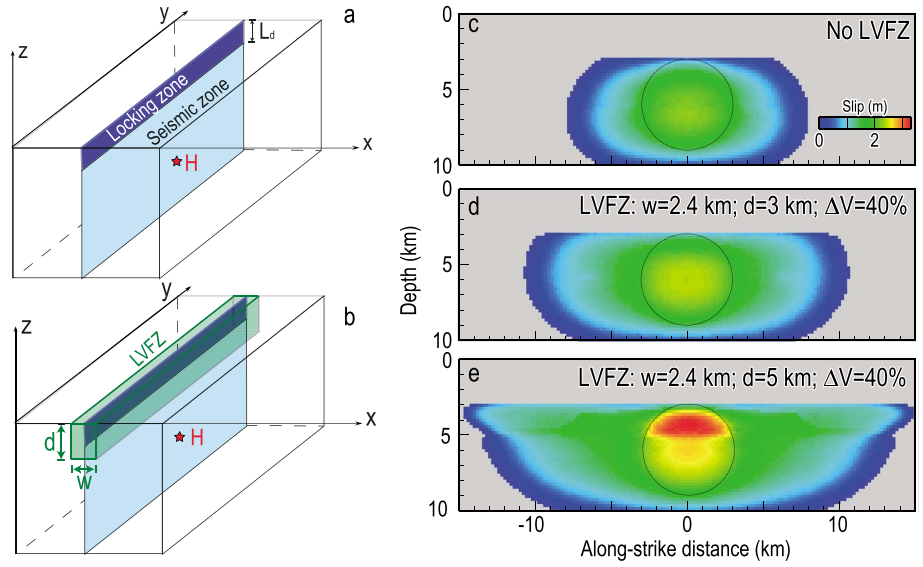 a
z
y
x
L_d
Locking zone
Seismic zone
H
b
z
y
x
LVFZ
H
d
w
c
No LVFZ
Slip (m)
0 2
0
5
10
d
LVFZ: w=2.4 km; d=3 km; ΔV=40%
0
5
10
Depth (km)
e
LVFZ: w=2.4 km; d=5 km; ΔV=40%
0
5
10
-10 0 10
Along-strike distance (km)